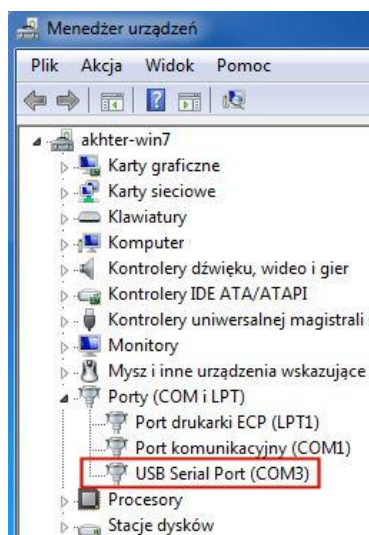 Menedżer urządzeń
Plik Akcja Widok Pomoc
akhter-win7
Karty graficzne
Karty sieciowe
Klawiatury
Komputer
Kontrolery dźwięku, wideo i gier
Kontrolery IDE ATA/ATAPI
Kontrolery uniwersalnej magistrali
Monitory
Mysz i inne urządzenia wskazujące
Porty (COM i LPT)
Port drukarki ECP (LPT1)
Port komunikacyjny (COM1)
USB Serial Port (COM3)
Procesory
Stacje dysków